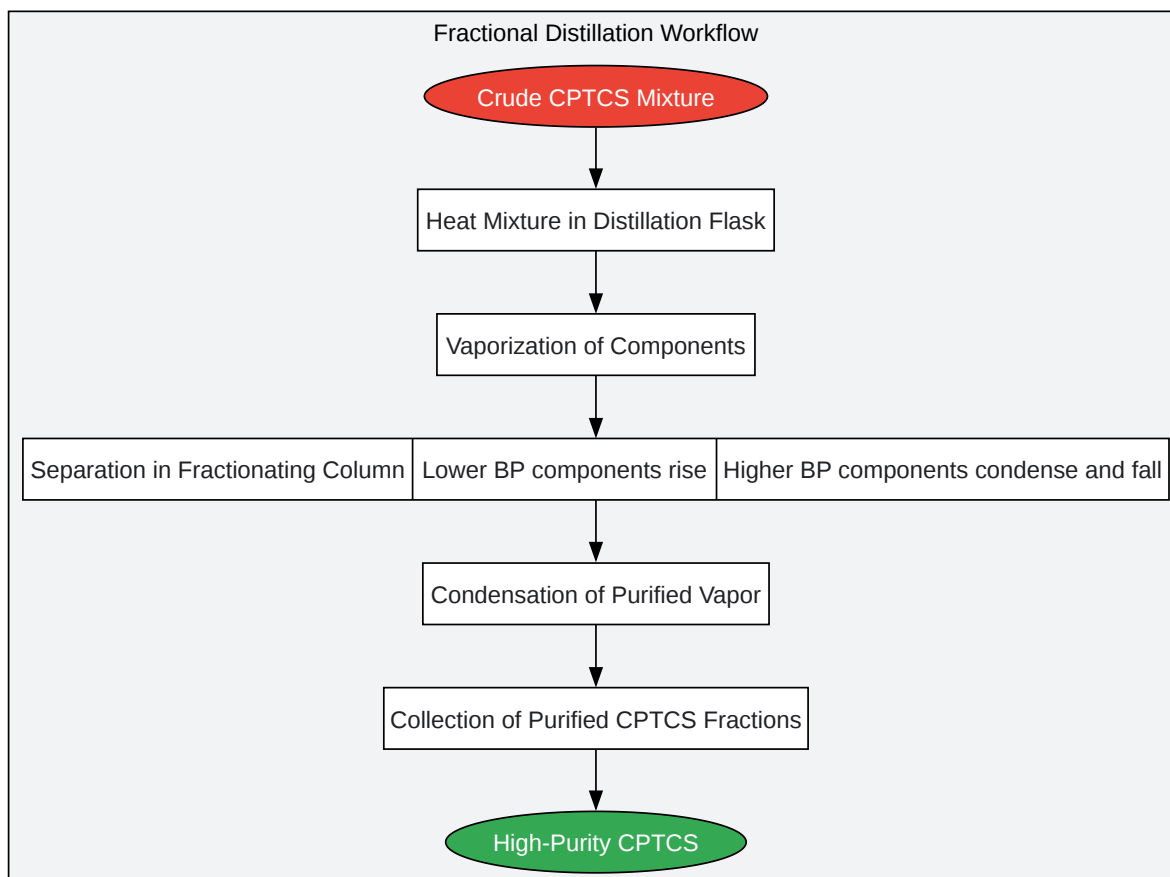 Fractional Distillation Workflow
Crude CPTCS Mixture
Heat Mixture in Distillation Flask
Vaporization of Components
Separation in Fractionating Column
Lower BP components rise
Higher BP components condense and fall
Condensation of Purified Vapor
Collection of Purified CPTCS Fractions
High-Purity CPTCS